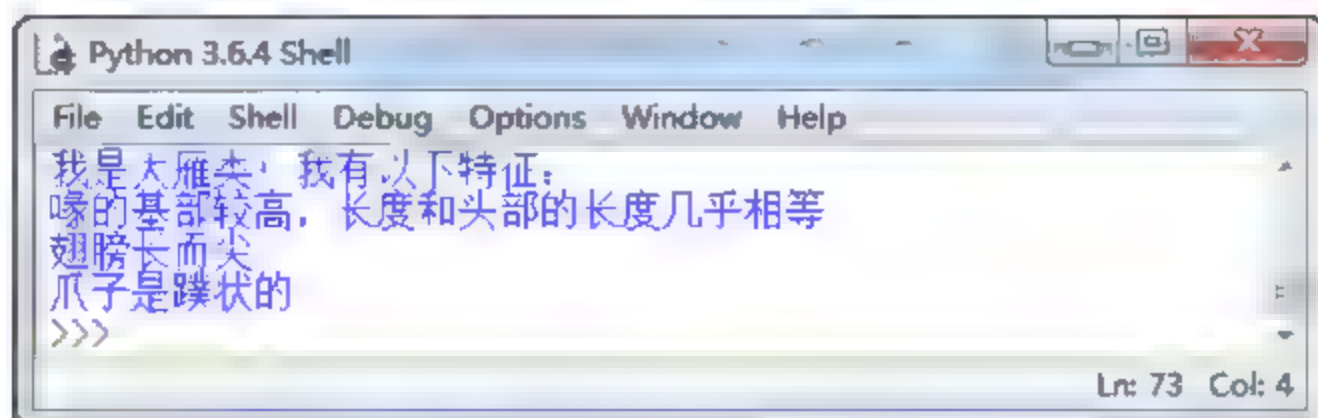 Python 3.6.4 Shell
File Edit Shell Debug Options Window Help
我是大雁类!我有以下特征:
喙的基部较高,长度和头部的长度几乎相等
翅膀长而尖
爪子是蹼状的
>>>
Ln: 73 Col: 4